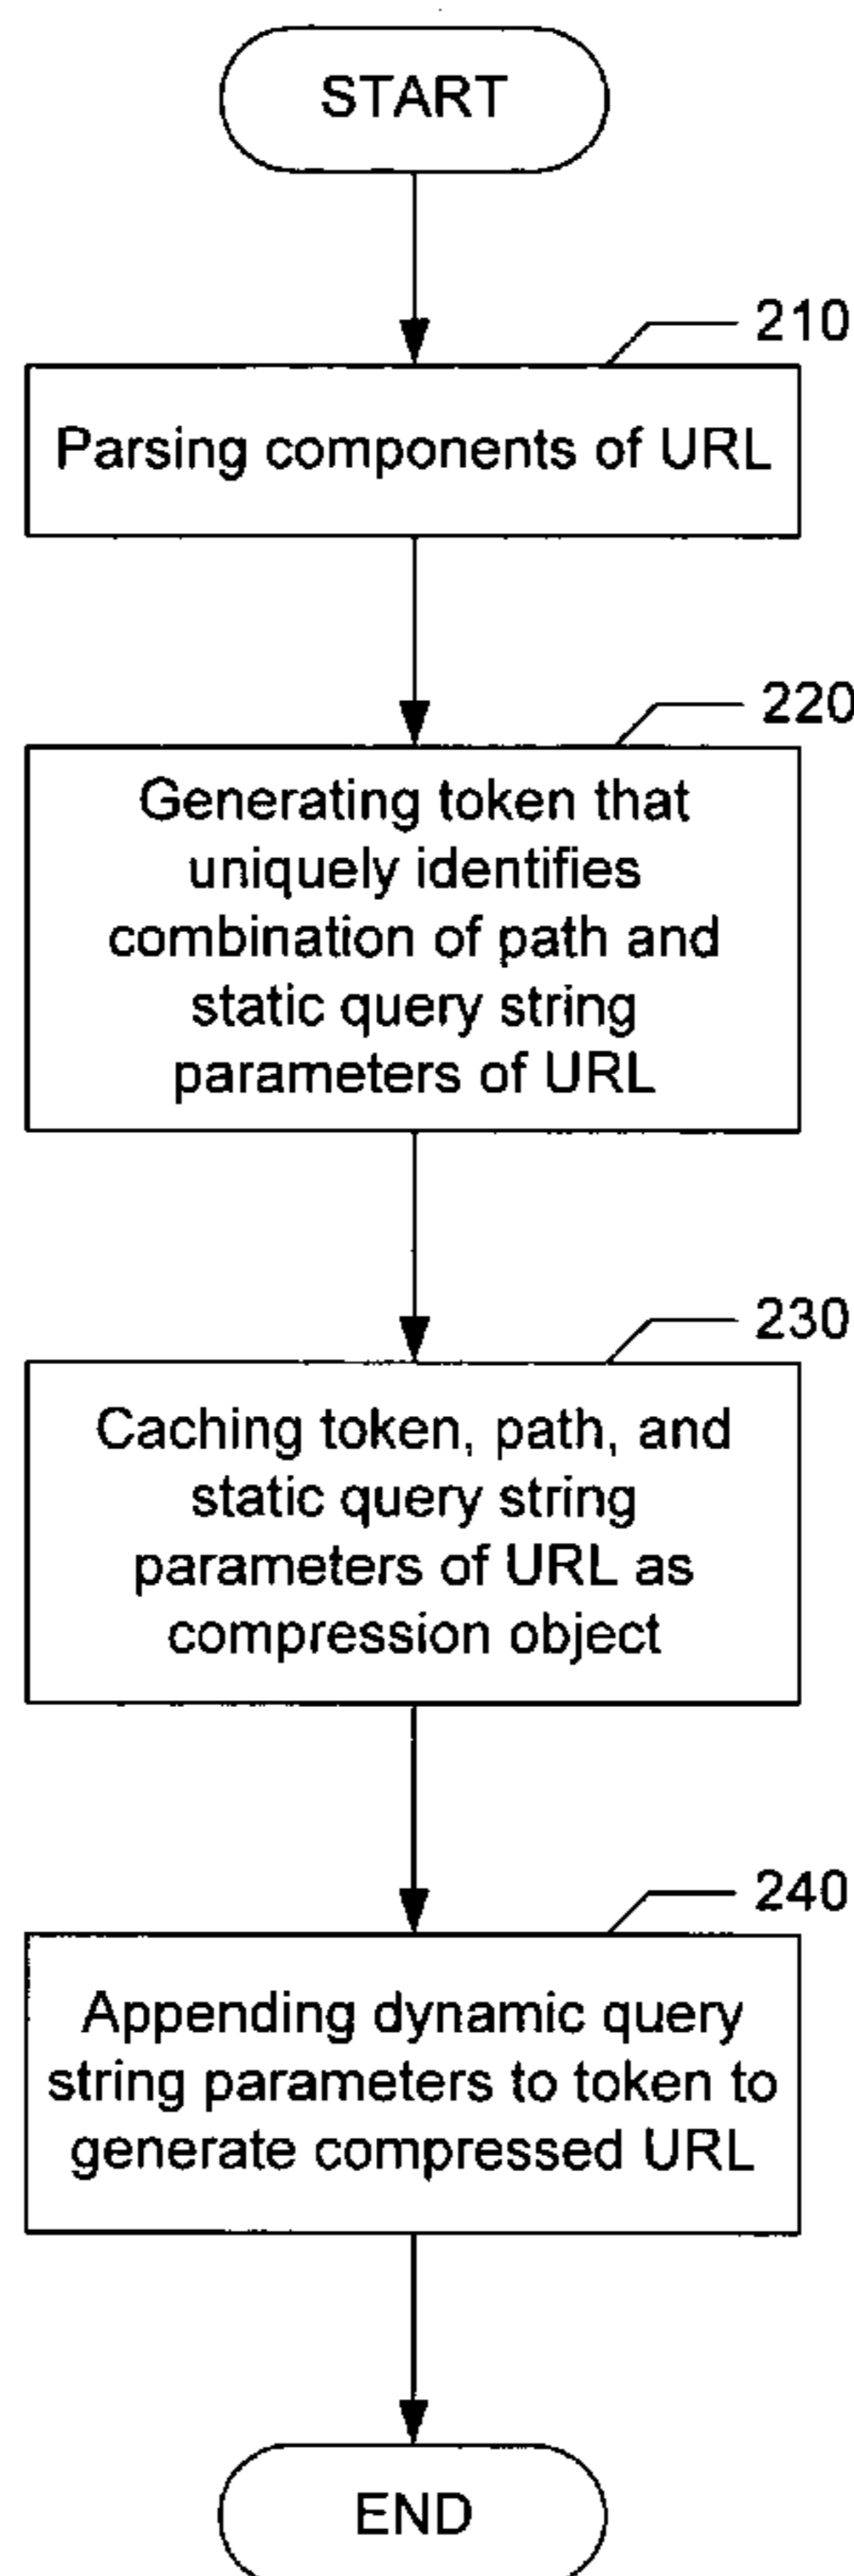 START
210
Parsing components of URL
220
Generating token that
uniquely identifies
combination of path and
static query string
parameters of URL
230
Caching token, path, and
static query string
parameters of URL as
compression object
240
Appending dynamic query
string parameters to token to
generate compressed URL
END